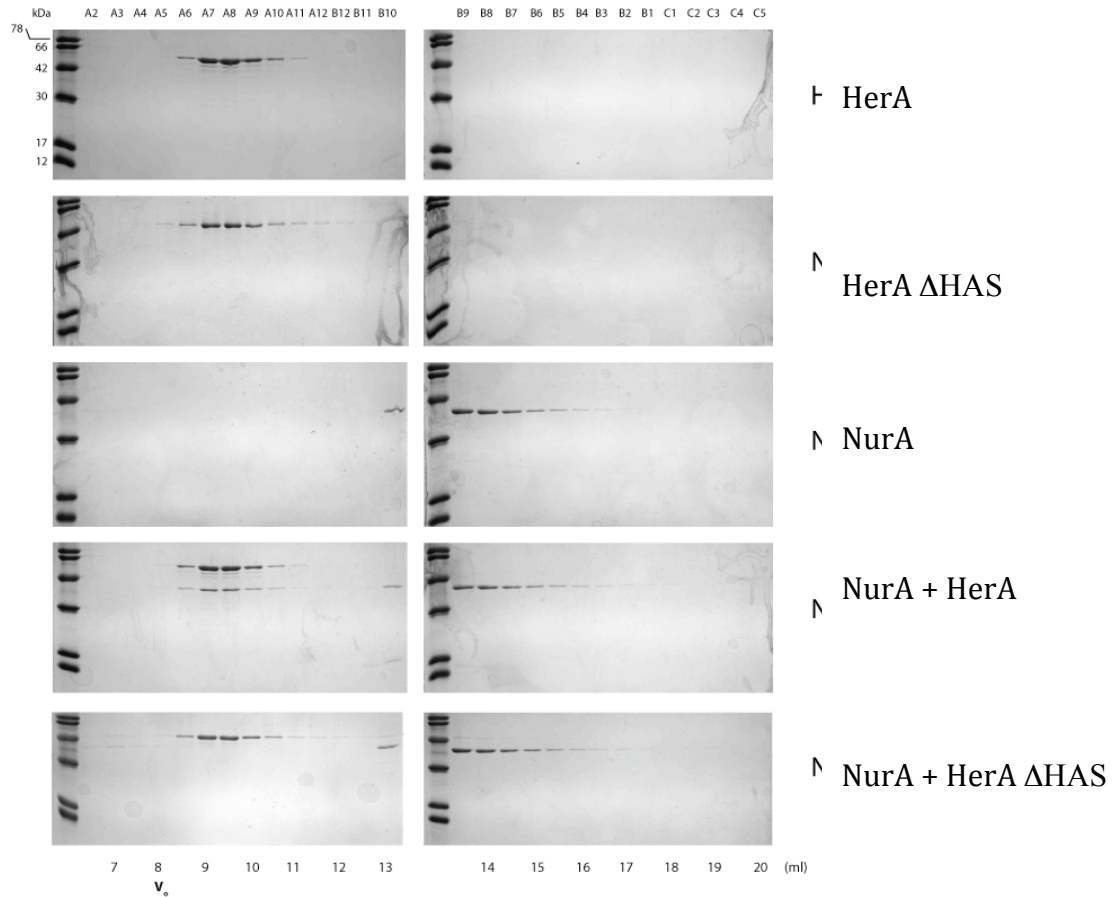 A2 A3 A4 A5 A6 A7 A8 A9 A10 A11 A12 B12 B11 B10 B9 B8 B7 B6 B5 B4 B3 B2 B1 C1 C2 C3 C4 C5
kDa
78
66
42
30
17
12
H HerA
N
HerA ΔHAS
N NurA
NurA + HerA
N
N NurA + HerA ΔHAS
7 8 9 10 11 12 13 14 15 16 17 18 19 20 (ml)
Vₒ